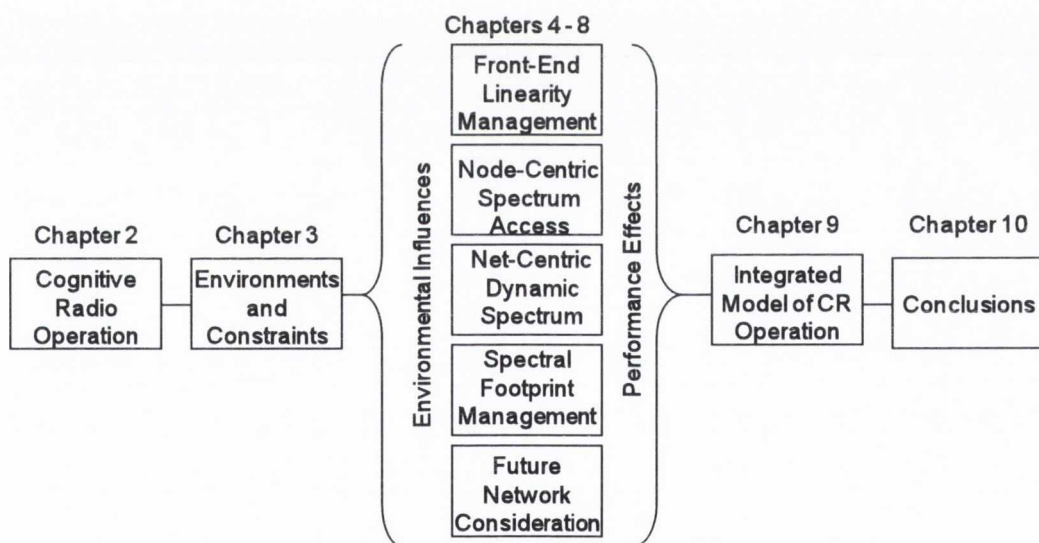 Chapters 4 - 8
Chapter 2
Cognitive
Radio
Operation
Chapter 3
Environments
and
Constraints
Environmental Influences
Front-End
Linearity
Management
Node-Centric
Spectrum
Access
Net-Centric
Dynamic
Spectrum
Spectral
Footprint
Management
Future
Network
Consideration
Performance Effects
Chapter 9
Integrated
Model of CR
Operation
Chapter 10
Conclusions